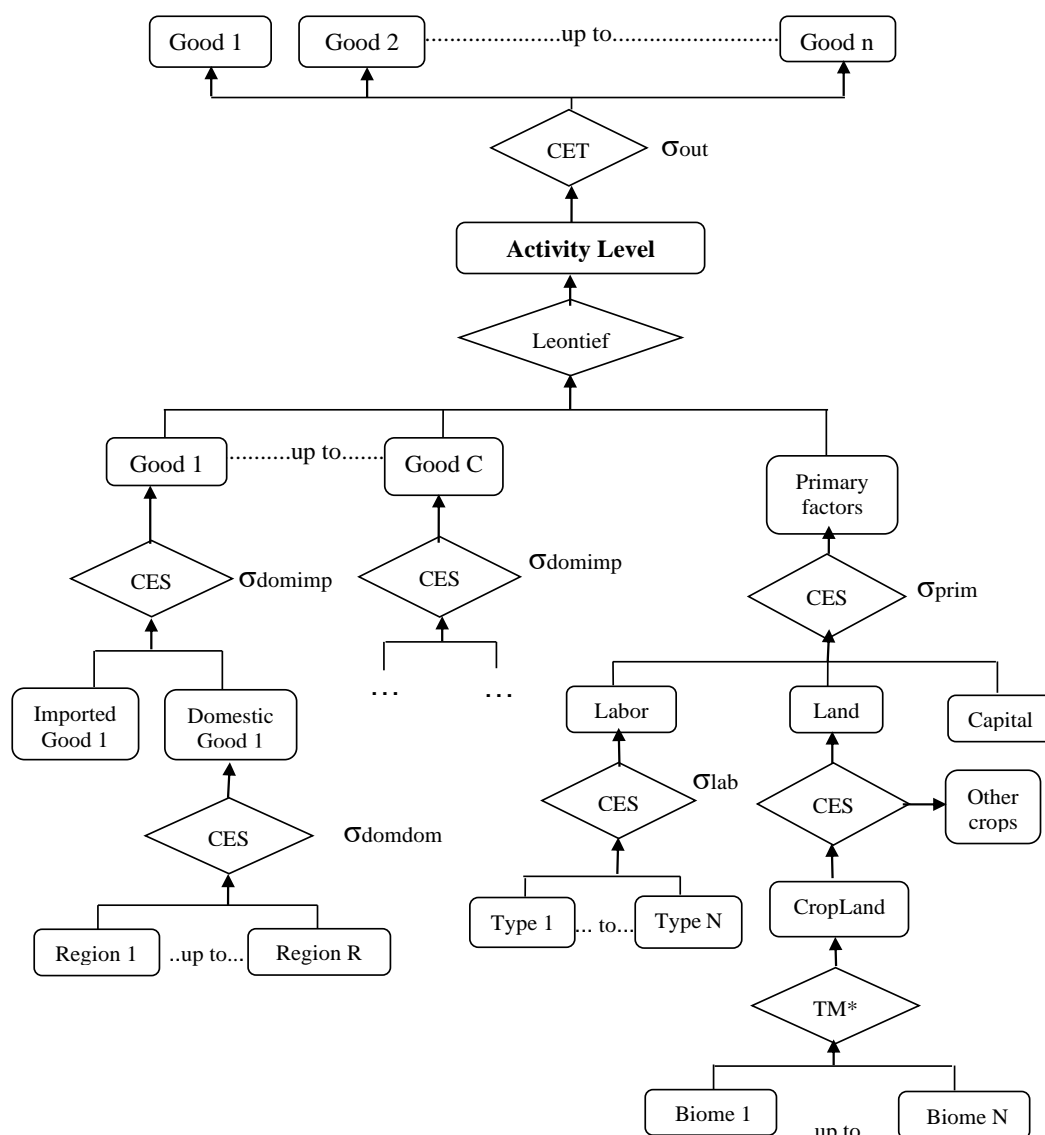 Good 1
Good 2
.......................up to............................
Good n
CET
σout
Activity Level
Leontief
Good 1
..........up to.......
Good C
Primary
factors
CES
σdomimp
CES
σdomimp
CES
σprim
...
...
Imported
Good 1
Domestic
Good 1
Labor
Land
Capital
CES
σdomdom
CES
σlab
CES
Other
crops
Region 1
..up to...
Region R
Type 1
... to...
Type N
CropLand
TM*
Biome 1
up to
Biome N